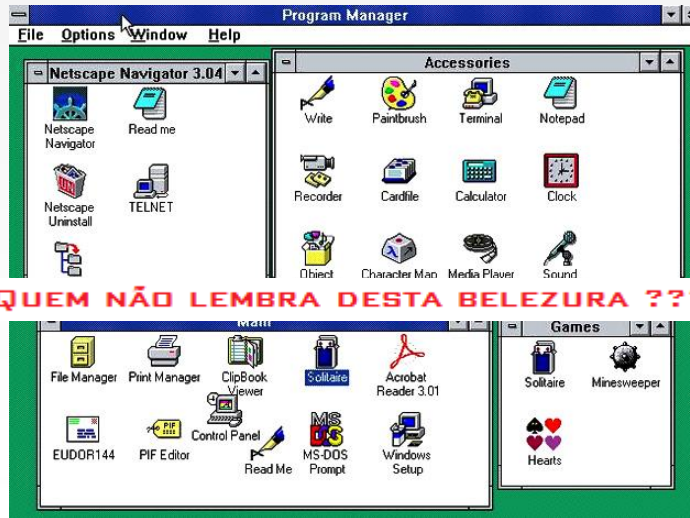 Program Manager
File Options Window Help
Netscape Navigator 3.04
Netscape Navigator
Read me
Netscape Uninstall
TELNET
Accessories
Write
Paintbrush
Terminal
Notepad
Recorder
Cardfile
Calculator
Clock
Object
Character Map
Media Player
Sound
QUEM NÃO LEMBRA DESTA BELEZURA ???
Main
File Manager
Print Manager
ClipBook Viewer
Solitaire
Acrobat Reader 3.01
EUDOR144
PIF Editor
Control Panel
Read Me
MS-DOS Prompt
Windows Setup
Games
Solitaire
Minesweeper
Hearts